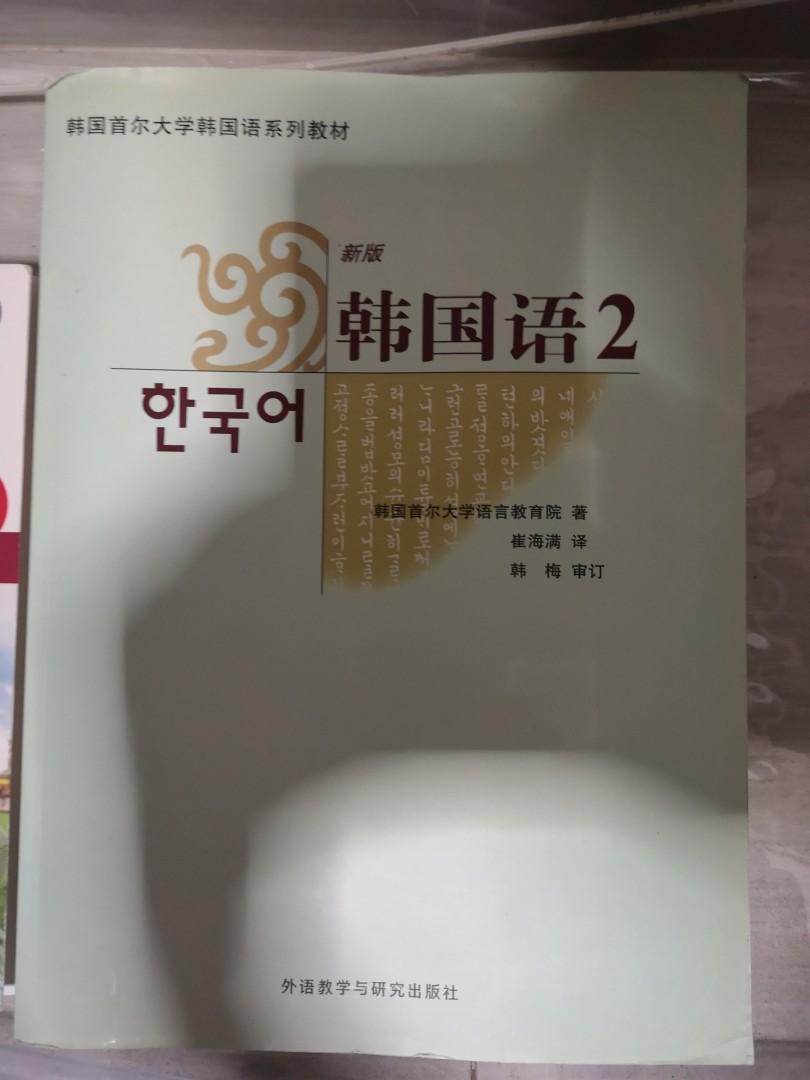 韩国首尔大学韩国语系列教材
新版
韩国语2
한국어
韩国首尔大学语言教育院 著
崔海满 译
韩 梅 审订
外语教学与研究出版社